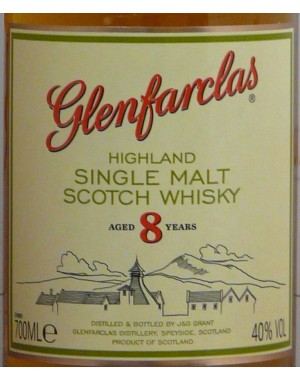 Glenfarclas®
HIGHLAND
SINGLE MALT
SCOTCH WHISKY
AGED 8 YEARS
DISTILLED & BOTTLED BY J&G GRANT
700MLe GLENFARCLAS DISTILLERY, SPEYSIDE, SCOTLAND 40% VOL
PRODUCT OF SCOTLAND